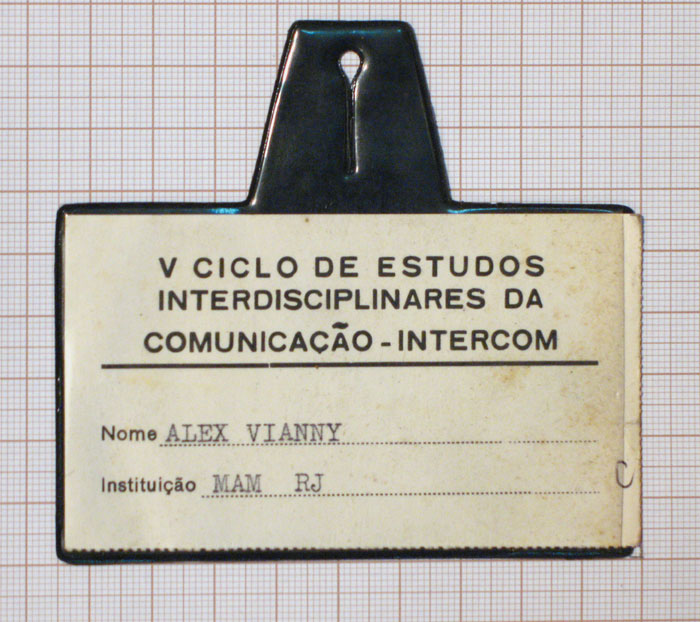 V CICLO DE ESTUDOS
INTERDISCIPLINARES DA
COMUNICAÇÃO - INTERCOM
Nome ALEX VIANNY
Instituição MAM RJ